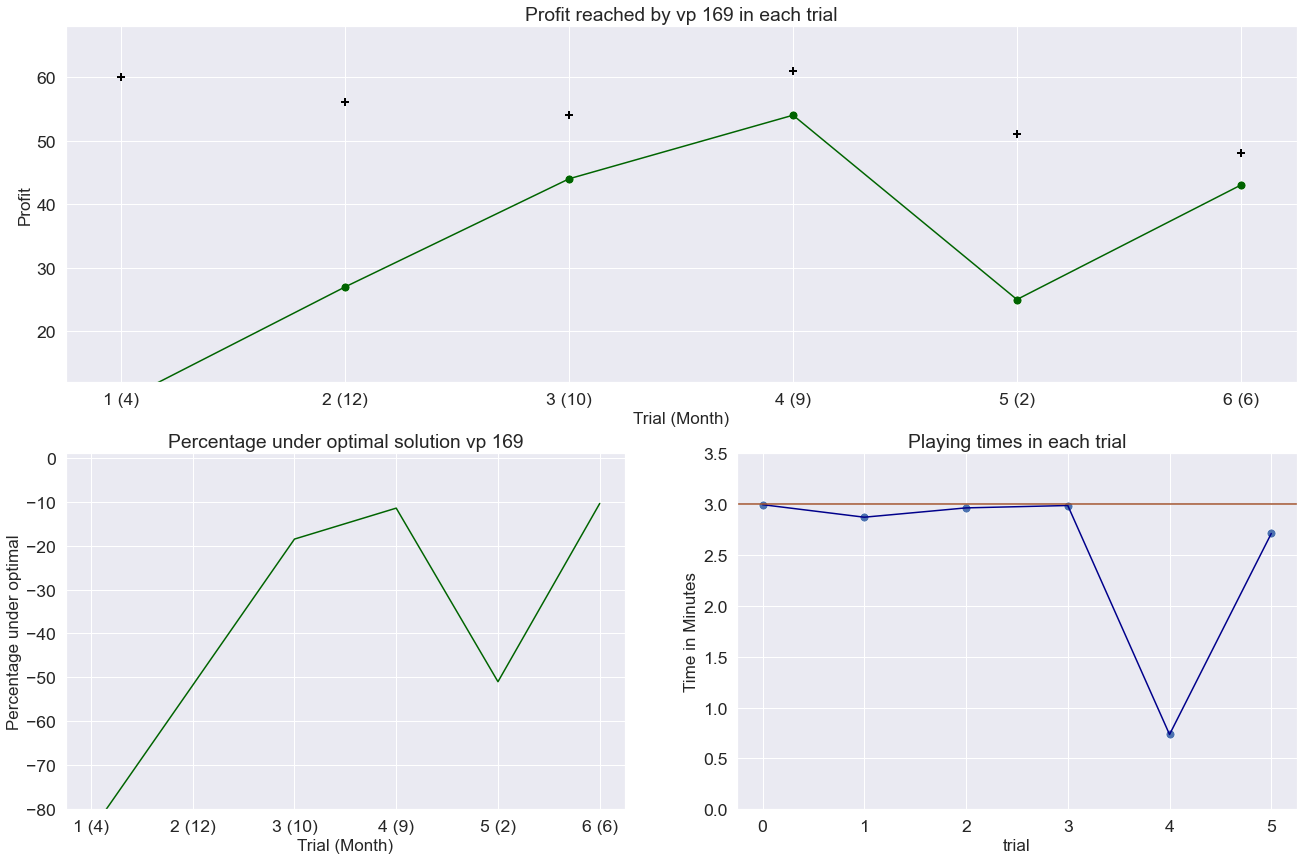 Profit reached by vp 169 in each trial
60
50
40
30
20
Profit
1 (4) 2 (12) 3 (10) 4 (9) 5 (2) 6 (6)
Trial (Month)
Percentage under optimal solution vp 169
0
−10
−20
−30
−40
−50
−60
−70
−80
Percentage under optimal
1 (4) 2 (12) 3 (10) 4 (9) 5 (2) 6 (6)
Trial (Month)
Playing times in each trial
3.5
3.0
2.5
2.0
1.5
1.0
0.5
0.0
Time in Minutes
0 1 2 3 4 5
trial